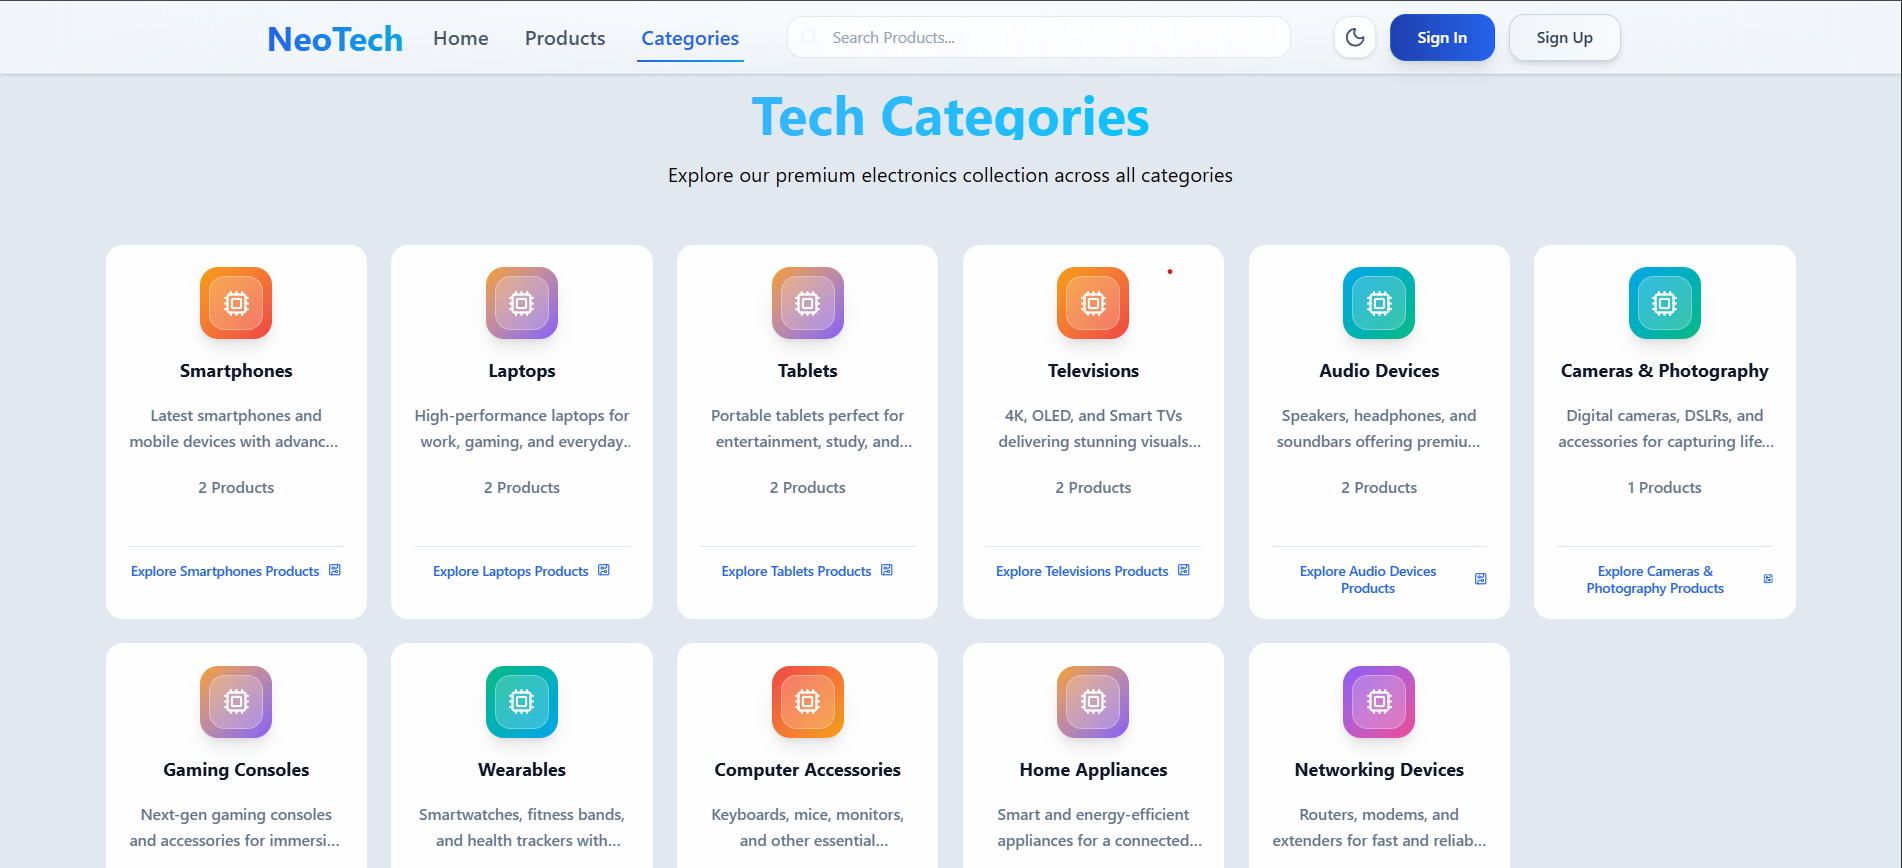 NeoTech
Home
Products
Categories
Search Products...
Sign In
Sign Up
Tech Categories
Explore our premium electronics collection across all categories
Smartphones
Latest smartphones and
mobile devices with advanc...
2 Products
Explore Smartphones Products
Laptops
High-performance laptops for
work, gaming, and everyday..
2 Products
Explore Laptops Products
Tablets
Portable tablets perfect for
entertainment, study, and...
2 Products
Explore Tablets Products
Televisions
4K, OLED, and Smart TVs
delivering stunning visuals...
2 Products
Explore Televisions Products
Audio Devices
Speakers, headphones, and
soundbars offering premiu...
2 Products
Explore Audio Devices
Products
Cameras & Photography
Digital cameras, DSLRs, and
accessories for capturing life...
1 Products
Explore Cameras &
Photography Products
Gaming Consoles
Next-gen gaming consoles
and accessories for immersi...
Wearables
Smartwatches, fitness bands,
and health trackers with...
Computer Accessories
Keyboards, mice, monitors,
and other essential...
Home Appliances
Smart and energy-efficient
appliances for a connected...
Networking Devices
Routers, modems, and
extenders for fast and reliab...